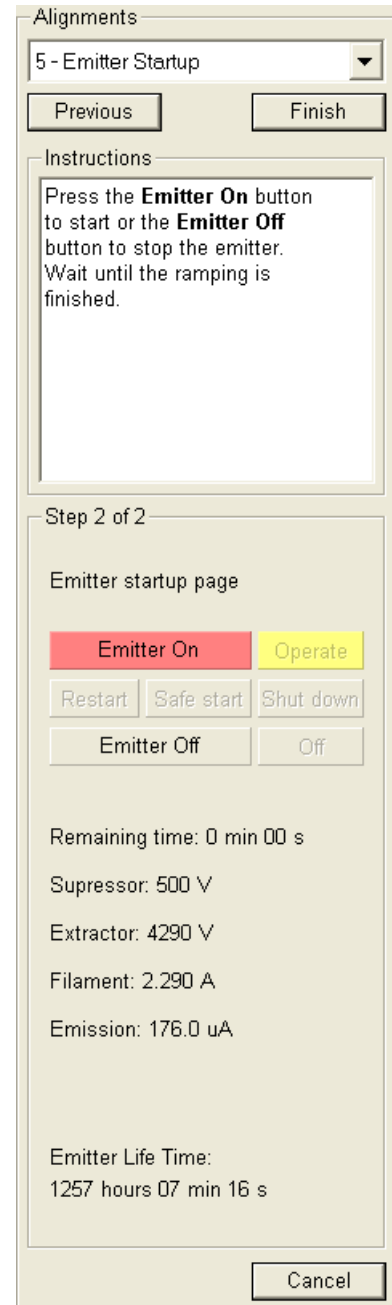 Alignments
5 - Emitter Startup
Previous Finish
Instructions
Press the Emitter On button
to start or the Emitter Off
button to stop the emitter.
Wait until the ramping is
finished.
Step 2 of 2
Emitter startup page
Emitter On Operate
Restart Safe start Shut down
Emitter Off Off
Remaining time: 0 min 00 s
Supressor: 500 V
Extractor: 4290 V
Filament: 2.290 A
Emission: 176.0 uA
Emitter Life Time:
1257 hours 07 min 16 s
Cancel